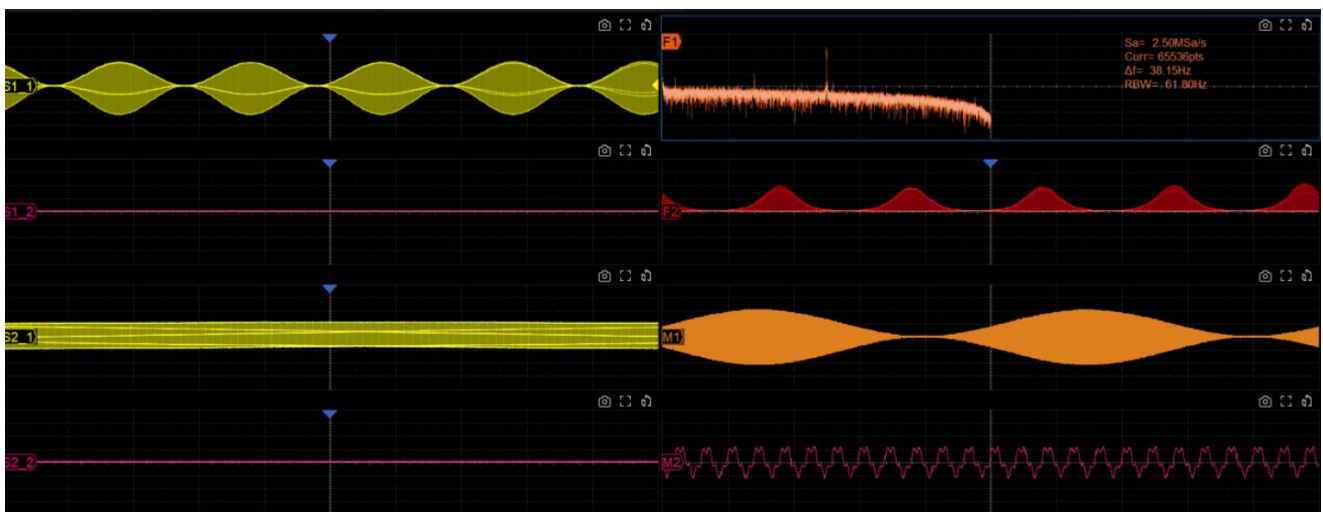 S1_1
F1
Sa= 2.50MSa/s
Curr= 65536pts
Δf= 38.15Hz
RBW= 61.80Hz
S1_2
F2
S2_1
M1
S2_2
M2